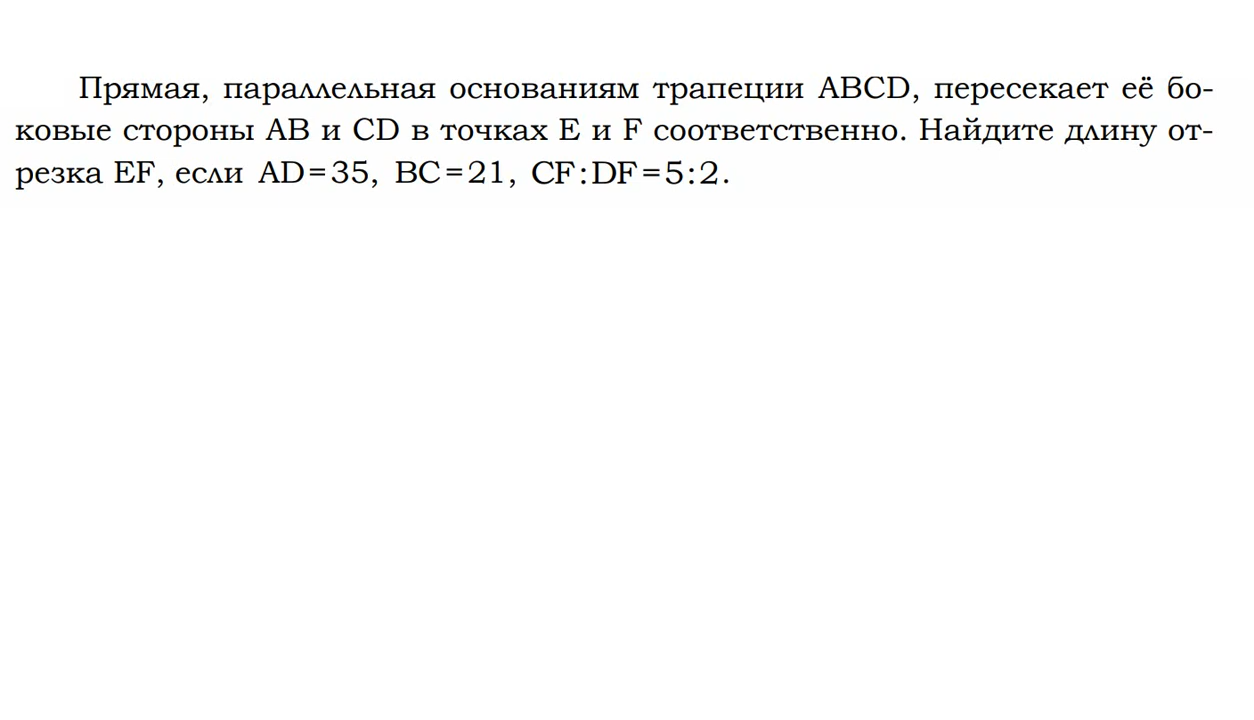 Прямая, параллельная основаниям трапеции ABCD, пересекает её бо-
ковые стороны AB и CD в точках E и F соответственно. Найдите длину от-
резка EF, если AD=35, BC=21, CF:DF=5:2.